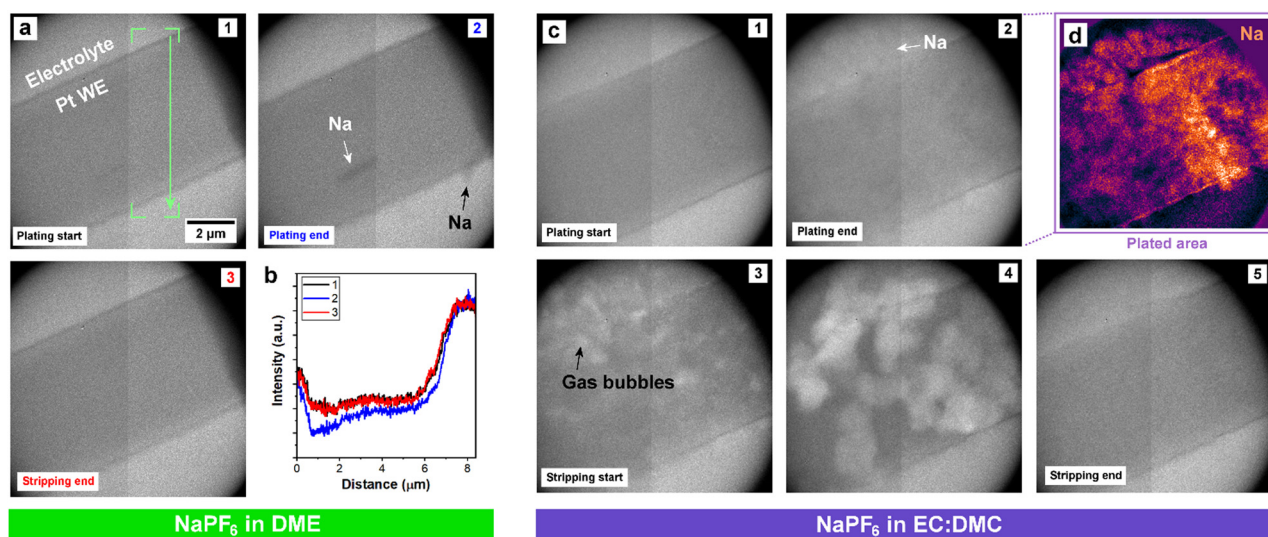 a
1
Electrolyte
Pt WE
2 μm
Plating start
2
Na
Na
Plating end
3
Stripping end
b
1
2
3
Intensity (a.u.)
0 2 4 6 8
Distance (μm)
NaPF₆ in DME
c
1
Plating start
2
Na
Plating end
d
Na
Plated area
3
Gas bubbles
Stripping start
4
5
Stripping end
NaPF₆ in EC:DMC